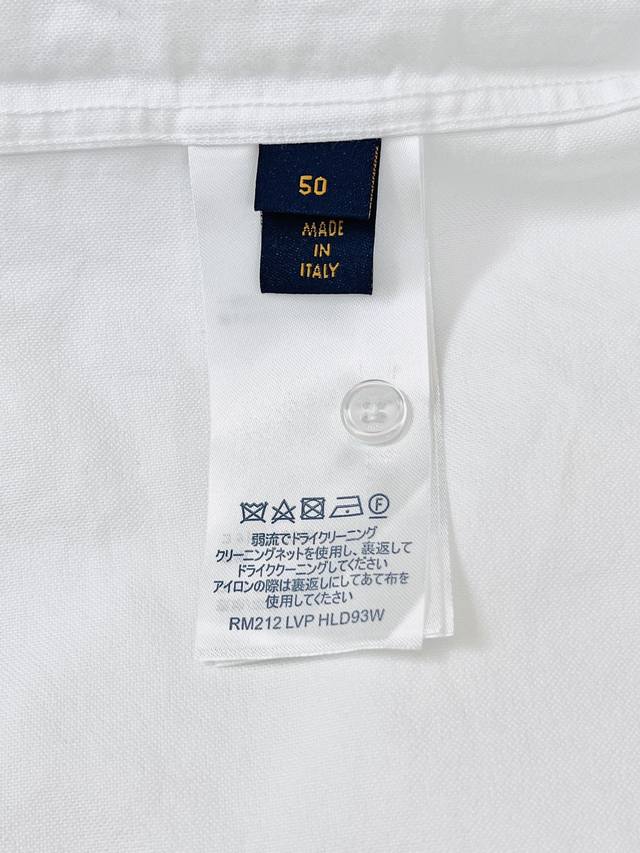 50
MADE
IN
ITALY
弱流でドライクリーニング
クリーニングネットを使用し、裏返して
ドライククーニングしてください
アイロンの際は裏返しにしてあて布を
使用してください
RM212 LVP HLD93W